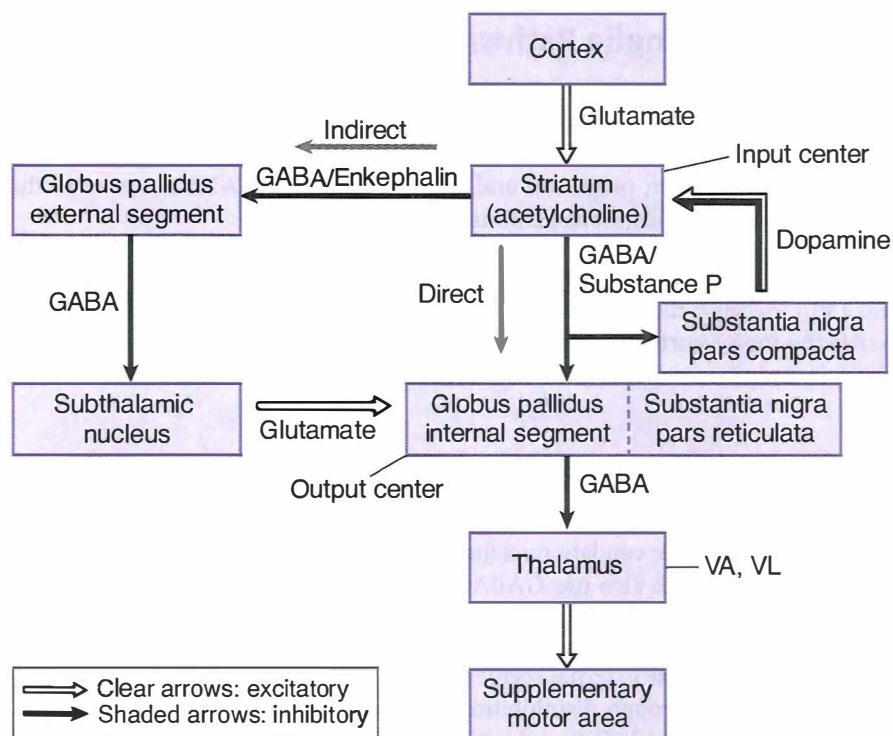 nglia Pathwa
Cortex
Glutamate
Indirect
Input center
Globus pallidus
external segment
GABA/Enkephalin
Striatum
(acetylcholine)
Dopamine
GABA/
Substance P
GABA
Direct
Substantia nigra
pars compacta
Subthalamic
nucleus
Glutamate
Globus pallidus
internal segment
Substantia nigra
pars reticulata
Output center
GABA
Thalamus
VA, VL
Clear arrows: excitatory
Shaded arrows: inhibitory
Supplementary
motor area